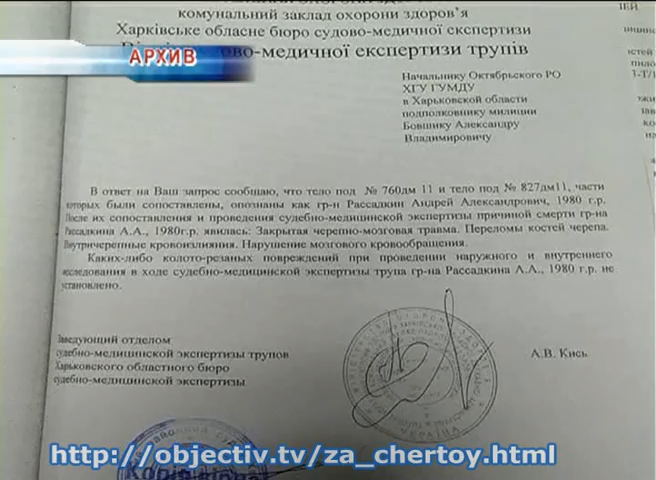 комунальний заклад охорони здоров’я
Харківське обласне бюро судово-медичної експертизи
во-медичної експертизи трупів
АРХИВ
Начальнику Октябрьского РО
ХГУ ГУМДУ
в Харьковской области
подполковнику милиции
Бовшику Александру
Владимировичу
В ответ на Ваш запрос сообщаю, что тело под № 760дм 11 и тело под № 827дм11, части
которых были сопоставлены, опознаны как гр-н Рассадкин Андрей Александрович, 1980 г.р.
После их сопоставления и проведения судебно-медицинской экспертизы причиной смерти гр-на
Рассадкина А.А., 1980г.р. явилась: Закрытая черепно-мозговая травма. Переломы костей черепа.
Внутричерепные кровоизлияния. Нарушение мозгового кровообращения.
Каких-либо колото-резаных повреждений при проведении наружного и внутреннего
исследования в ходе судебно-медицинской экспертизы трупа гр-на Рассадкина А.А., 1980 г.р. не
установлено.
Заведующий отделом
судебно-медицинской экспертизы трупов
Харьковского областного бюро
судебно-медицинской экспертизы
А.В. Кись
УКРАЇНА
Копія вірна
http://objectiv.tv/za_chertoy.html